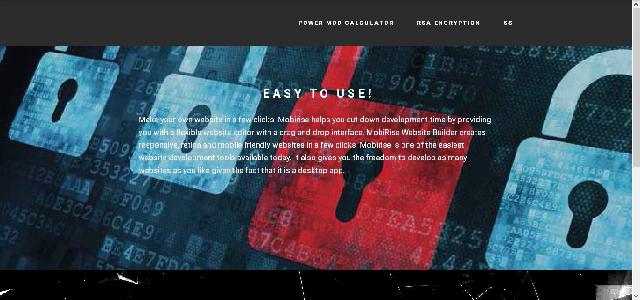 POWER MOD CALCULATOR RSA ENCRYPTION SS
EASY TO USE!
Make your own website in a few clicks. Mobirise helps you cut down development time by providing
you with a flexible website editor with a drag and drop interface. MobiRise Website Builder creates
responsive, retina and mobile friendly websites in a few clicks. Mobirise is one of the easiest
website development tools available today. It also gives you the freedom to develop as many
websites as you like given the fact that it is a desktop app.